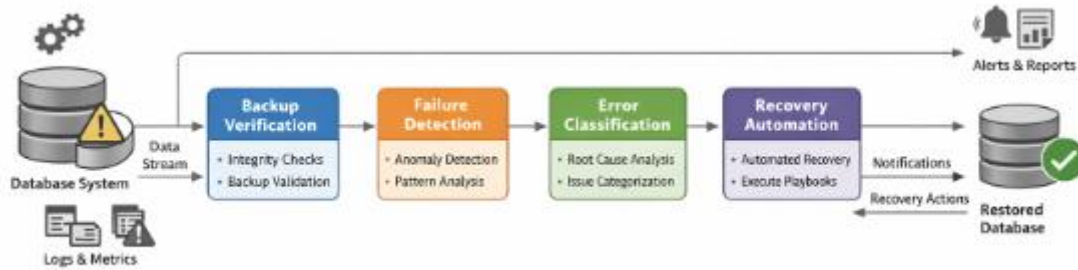 Alerts & Reports
Backup
Verification
• Integrity Checks
• Backup Validation
Failure
Detection
• Anomaly Detection
• Pattern Analysis
Error
Classification
• Root Cause Analysis
• Issue Categorization
Recovery
Automation
• Automated Recovery
• Execute Playbooks
Data
Stream
Database System
Notifications
Recovery Actions
Restored
Database
Logs & Metrics